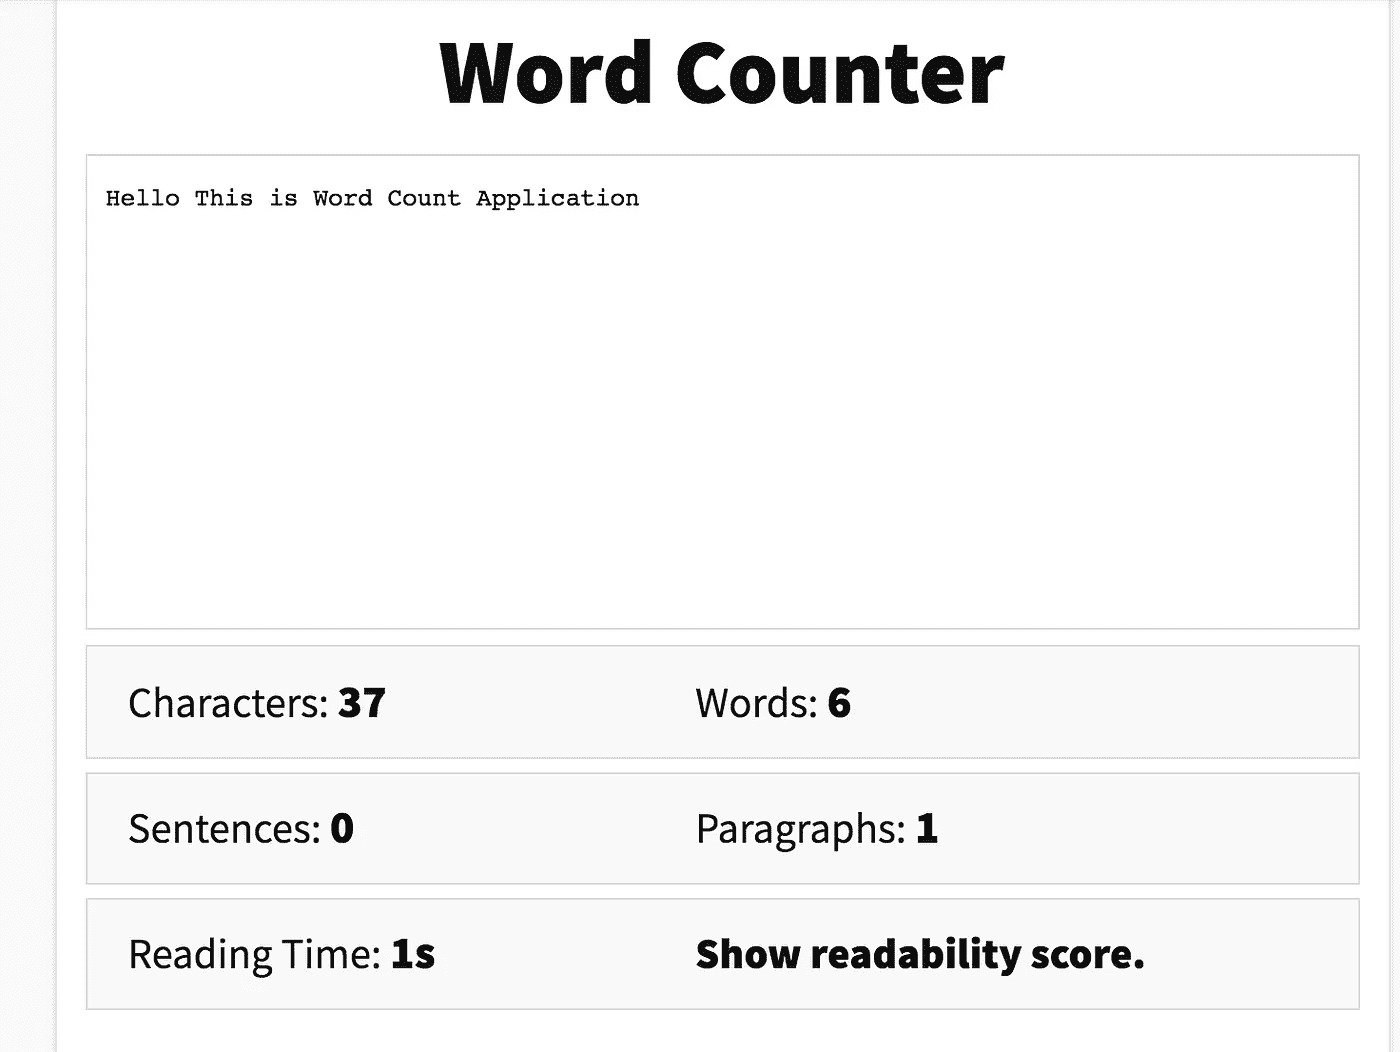 Word Counter
Hello This is Word Count Application
Characters: 37 Words: 6
Sentences: 0 Paragraphs: 1
Reading Time: 1s Show readability score.